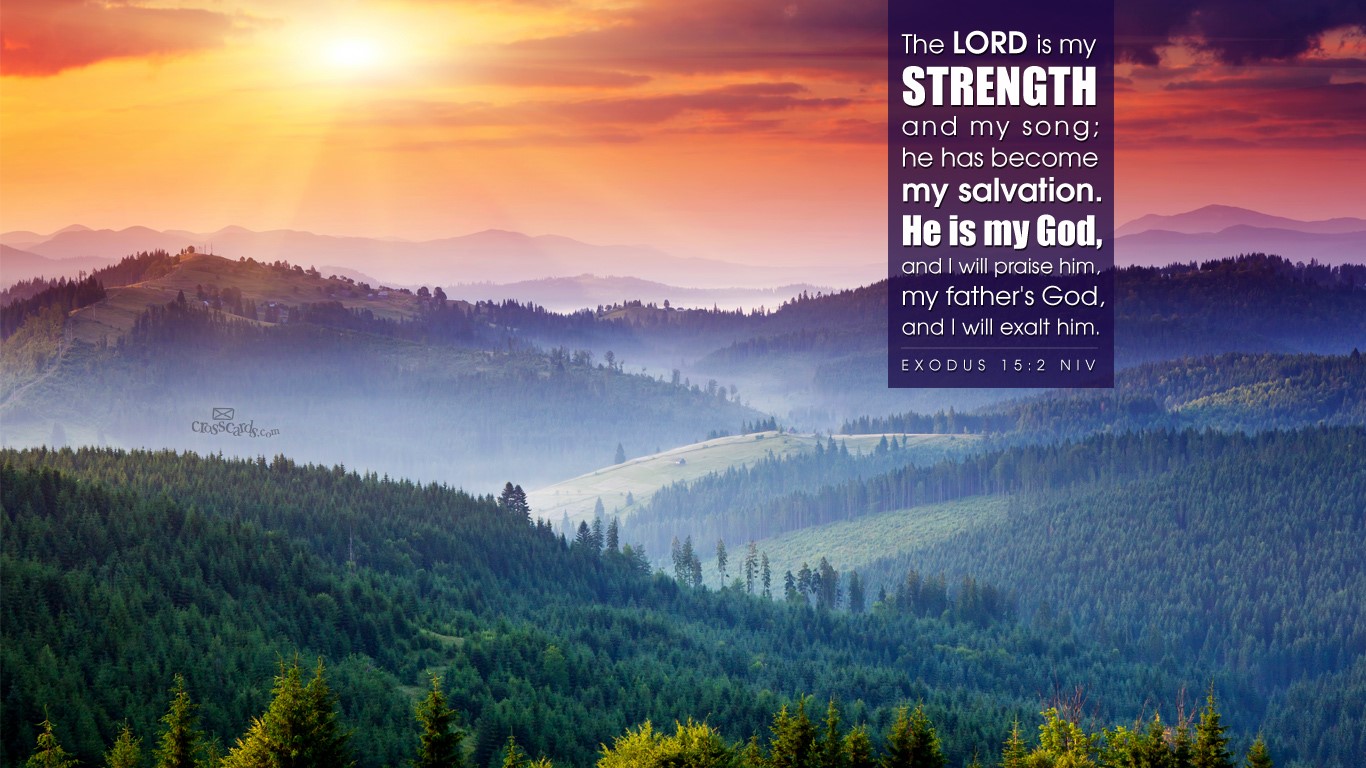 The LORD is my
STRENGTH
and my song;
he has become
my salvation.
He is my God,
and I will praise him,
my father's God,
and I will exalt him.
EXODUS 15:2 NIV
crosscards.com